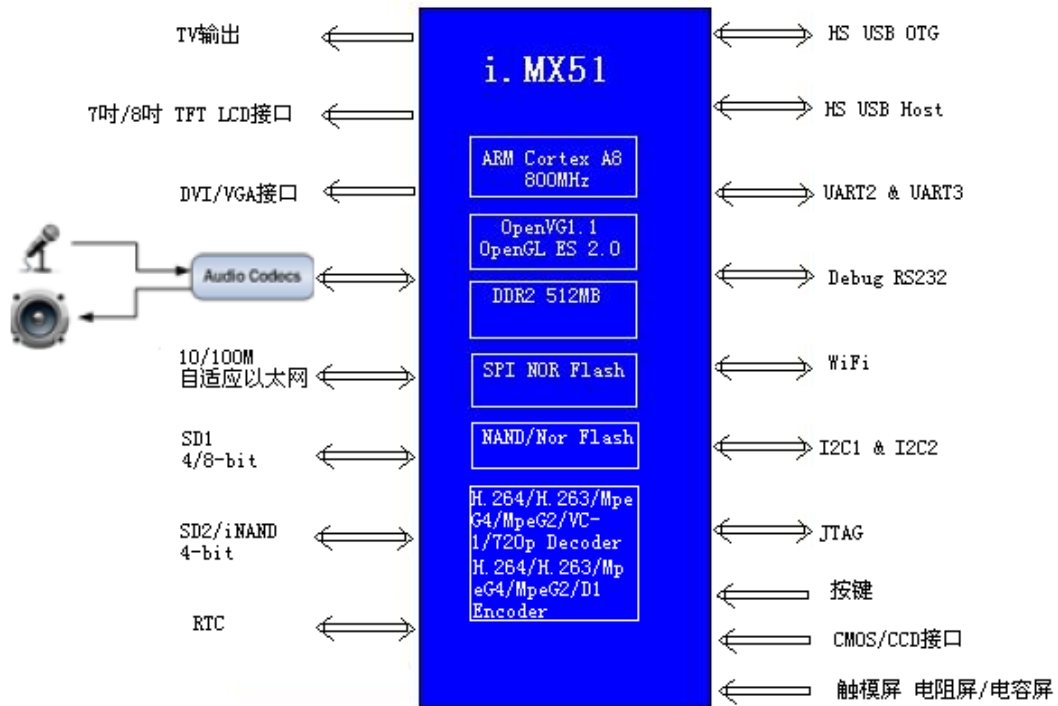 TV输出
7吋/8吋 TFT LCD接口
DVI/VGA接口
Audio Codecs
10/100M
自适应以太网
SD1
4/8-bit
SD2/iNAND
4-bit
RTC
i.MX51
ARM Cortex A8
800MHz
OpenVG1.1
OpenGL ES 2.0
DDR2 512MB
SPI NOR Flash
NAND/Nor Flash
H.264/H.263/Mpe
G4/MpeG2/VC-
1/720p Decoder
H.264/H.263/Mp
eG4/MpeG2/D1
Encoder
HS USB OTG
HS USB Host
UART2 & UART3
Debug RS232
WiFi
I2C1 & I2C2
JTAG
按键
CMOS/CCD接口
触模屏 电阻屏/电容屏